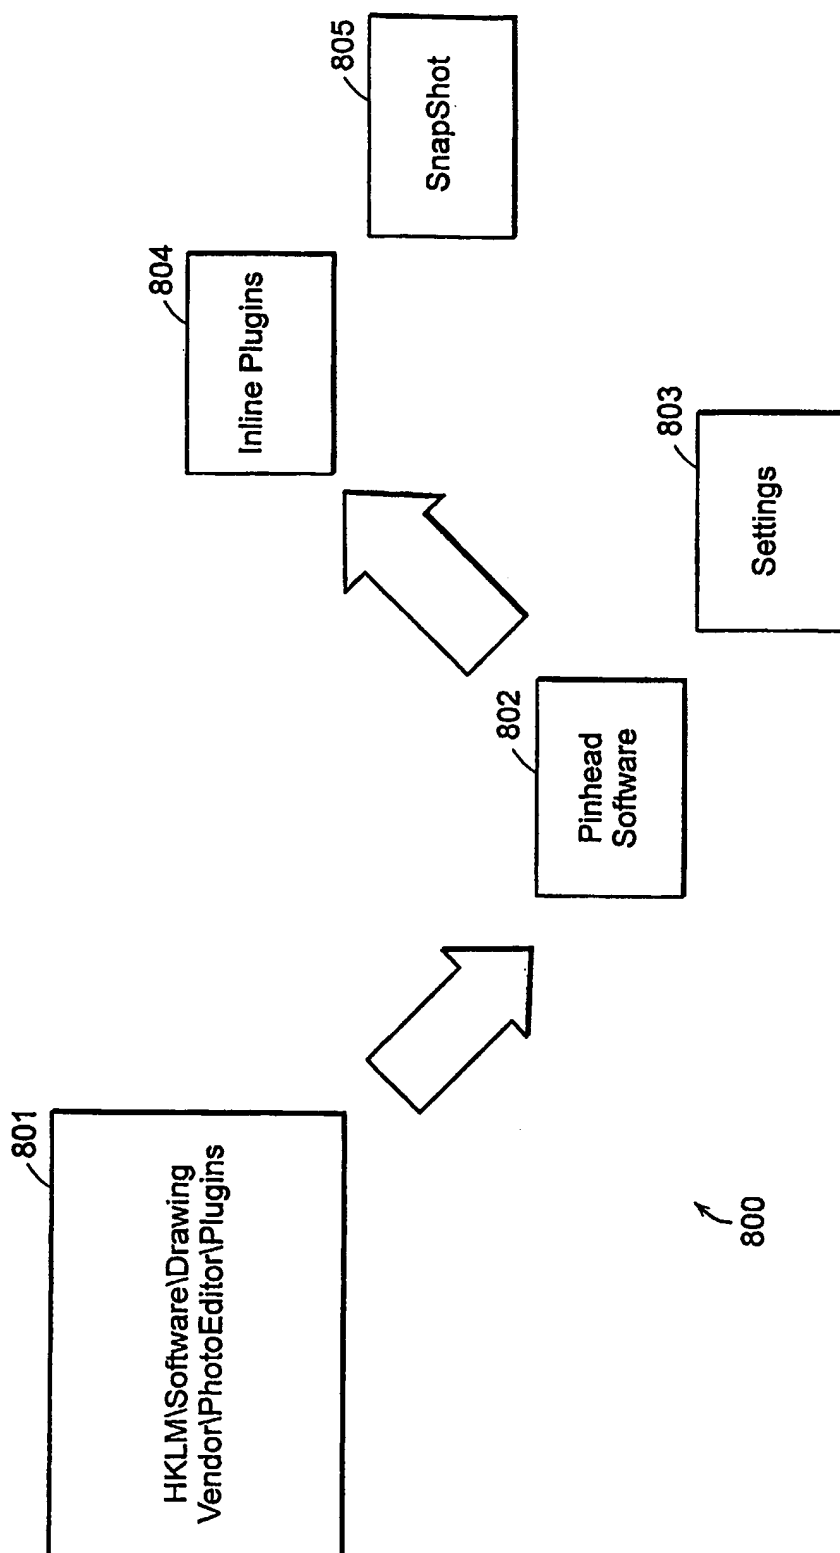 801
HKLM\Software\Drawing
Vendor\PhotoEditor\Plugins
802
Pinhead
Software
803
Settings
804
Inline Plugins
805
SnapShot
800